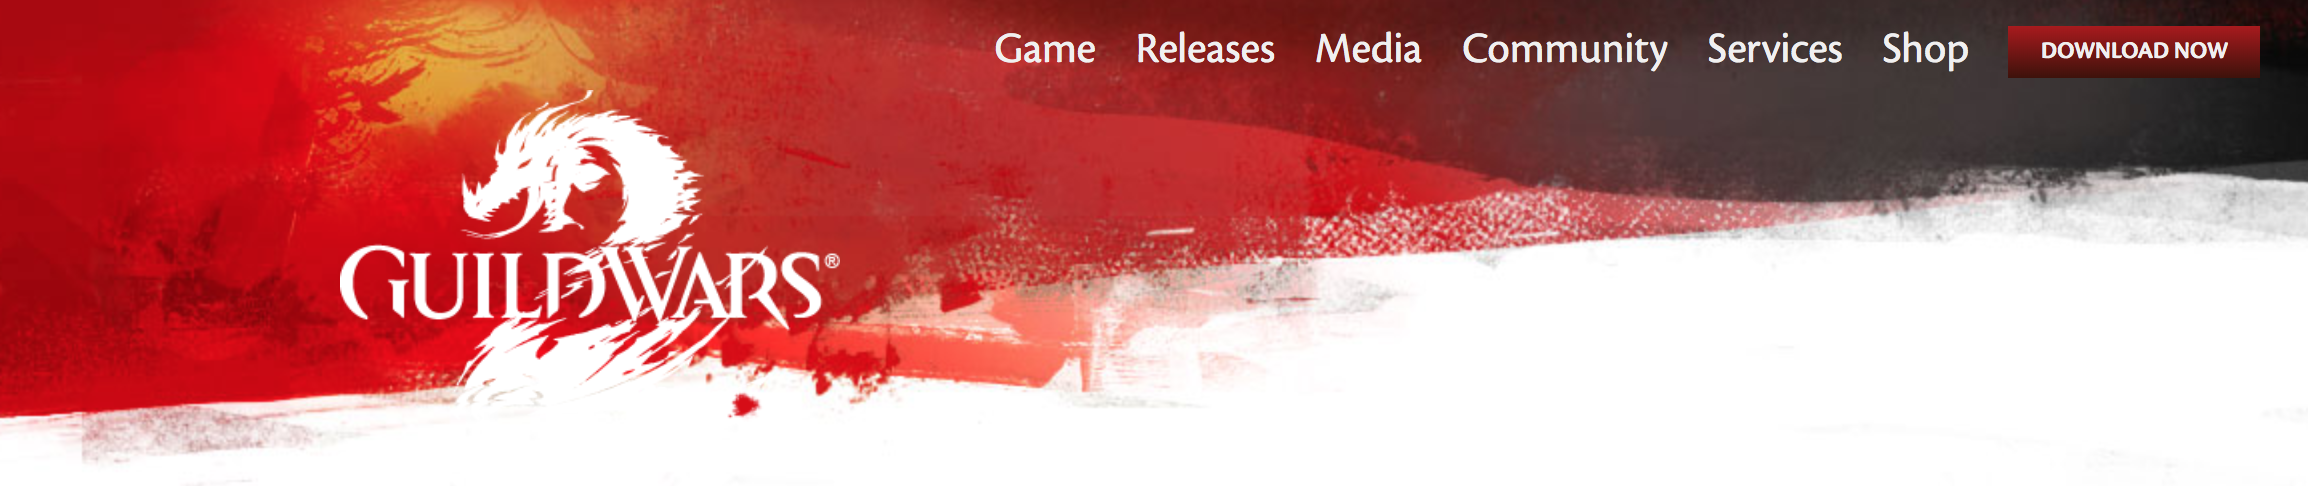 Game Releases Media Community Services Shop DOWNLOAD NOW
GUILDWARS®